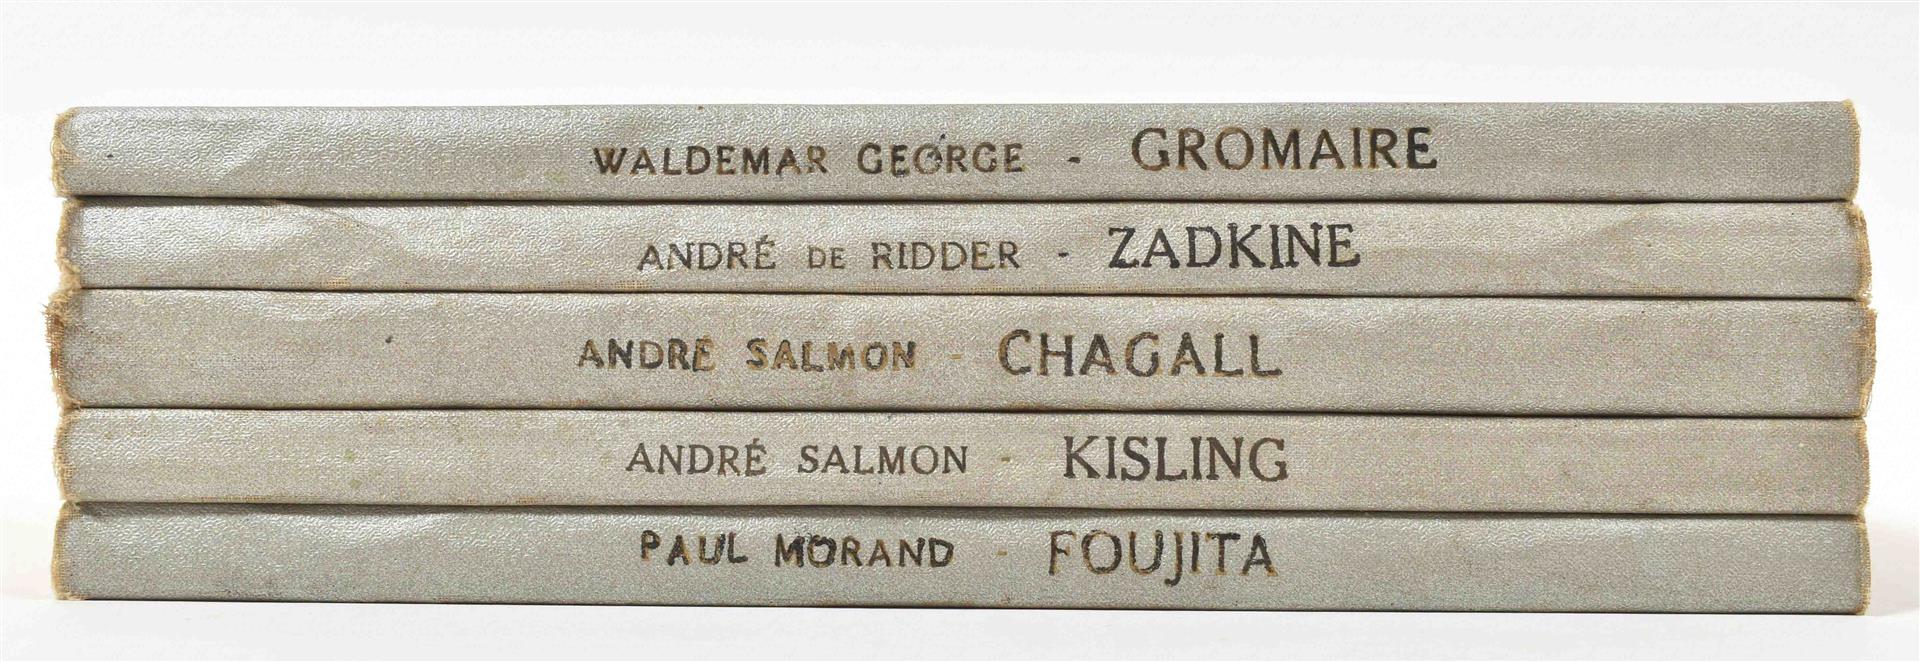 WALDEMAR GEORGE - GROMAIRE
ANDRÉ DE RIDDER - ZADKINE
ANDRÉ SALMON - CHAGALL
ANDRÉ SALMON - KISLING
PAUL MORAND - FOUJITA